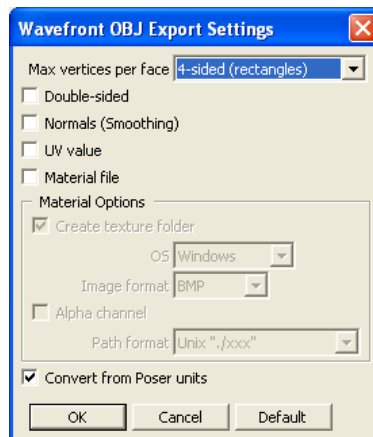 Wavefront OBJ Export Settings
Max vertices per face 4-sided (rectangles)
Double-sided
Normals (Smoothing)
UV value
Material file
Material Options
Create texture folder
OS Windows
Image format BMP
Alpha channel
Path format Unix "./xxx"
Convert from Poser units
OK Cancel Default